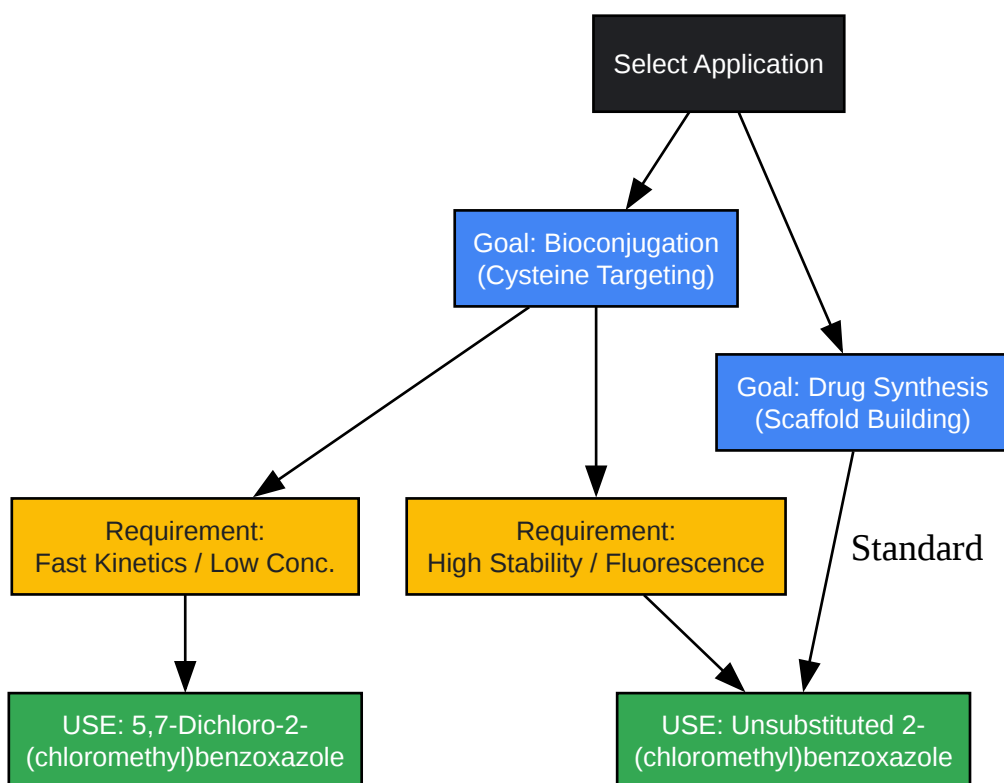 Select Application
Goal: Bioconjugation
(Cysteine Targeting)
Goal: Drug Synthesis
(Scaffold Building)
Requirement:
Fast Kinetics / Low Conc.
Requirement:
High Stability / Fluorescence
Standard
USE: 5,7-Dichloro-2-
(chloromethyl)benzoxazole
USE: Unsubstituted 2-
(chloromethyl)benzoxazole